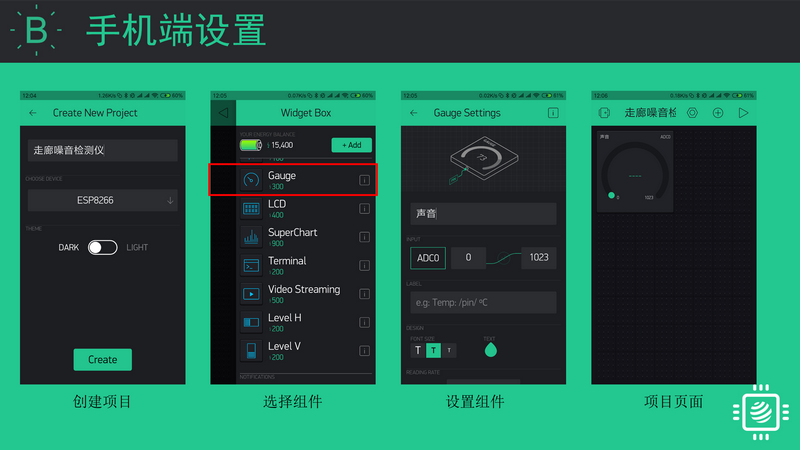 B 手机端设置
12:04 1.26K/s 60%
Create New Project
走廊噪音检测仪
CHOOSE DEVICE
ESP8266
THEME
DARK LIGHT
Create
创建项目
12:05 0.07K/s 60%
Widget Box
YOUR ENERGY BALANCE
15,400 + Add
Gauge
300
LCD
400
SuperChart
900
Terminal
200
Video Streaming
500
Level H
200
Level V
200
NOTIFICATIONS
选择组件
12:05 0.02K/s 61%
Gauge Settings
73
声音
INPUT
ADC0 0 1023
LABEL
e.g: Temp: /pin/ ºC
DESIGN
FONT SIZE TEXT
T T T
READING RATE
设置组件
12:06 0.18K/s 60%
走廊噪音检
声音 ADC0
0 1023
项目页面